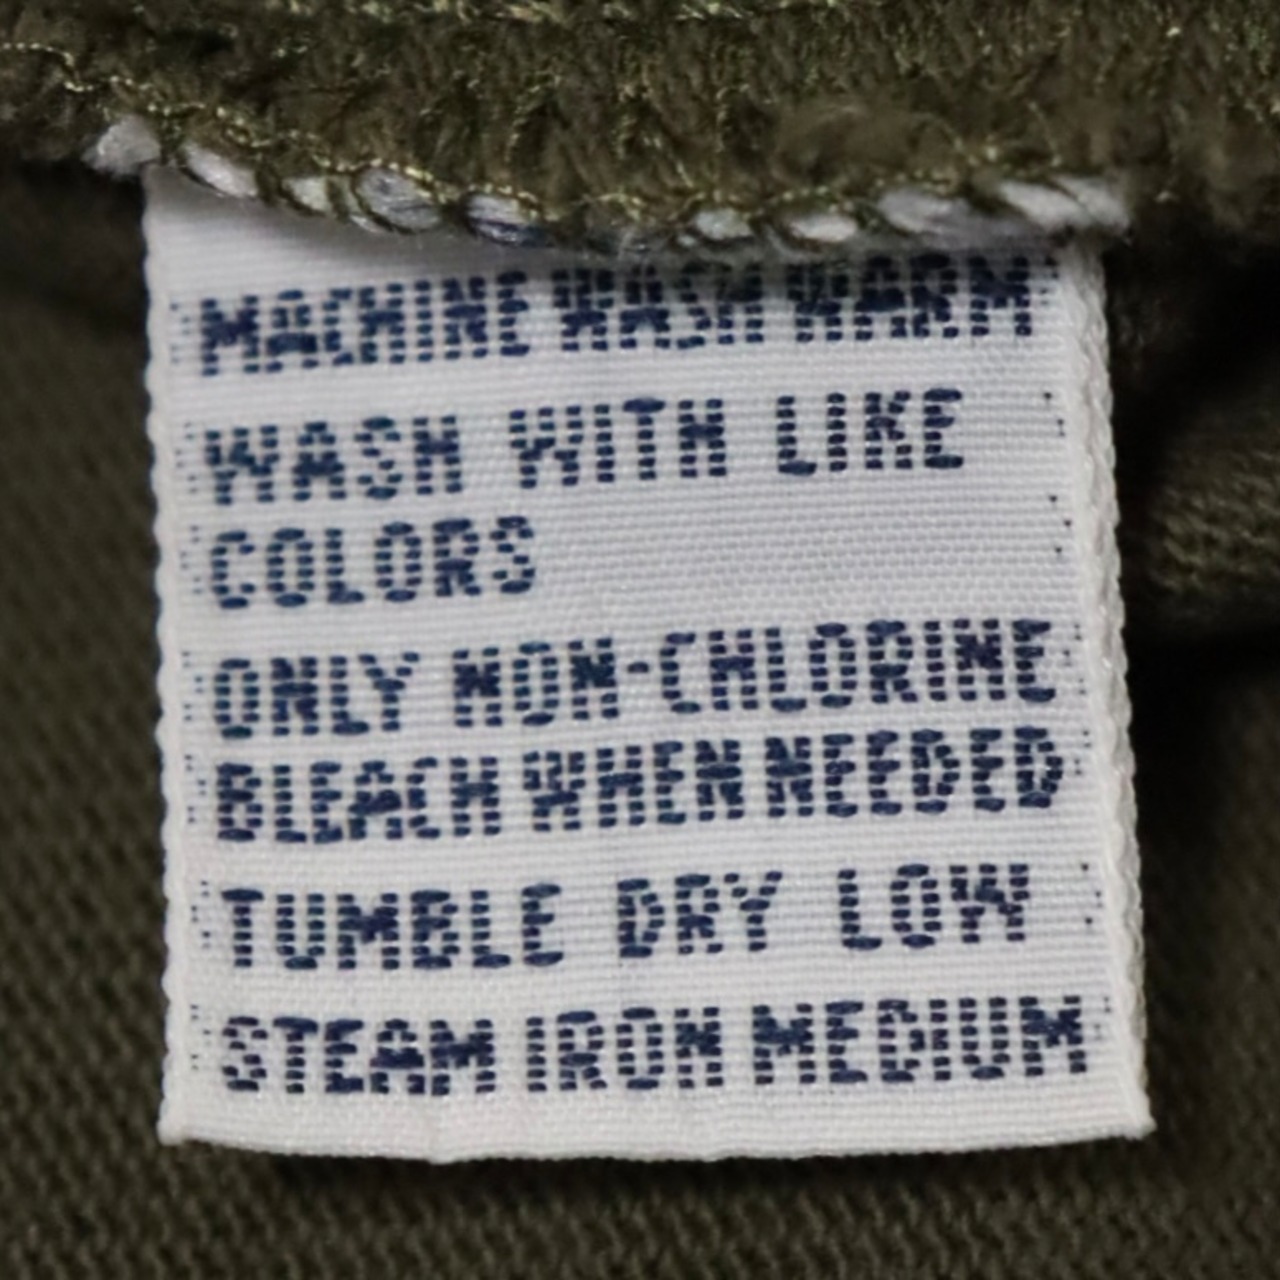 MACHINE WASH WARM
WASH WITH LIKE
COLORS
ONLY NON-CHLORINE
BLEACH WHEN NEEDED
TUMBLE DRY LOW
STEAM IRON MEDIUM